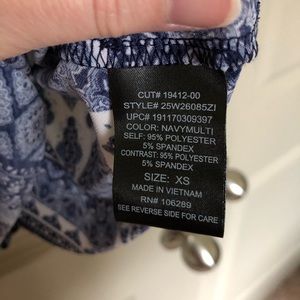 CUT# 19412-00
STYLE# 25W26085ZI
UPC# 191170309397
COLOR: NAVYMULTI
SELF: 95% POLYESTER
5% SPANDEX
CONTRAST: 95% POLYESTER
5% SPANDEX
SIZE: XS
MADE IN VIETNAM
RN# 106289
SEE REVERSE SIDE FOR CARE